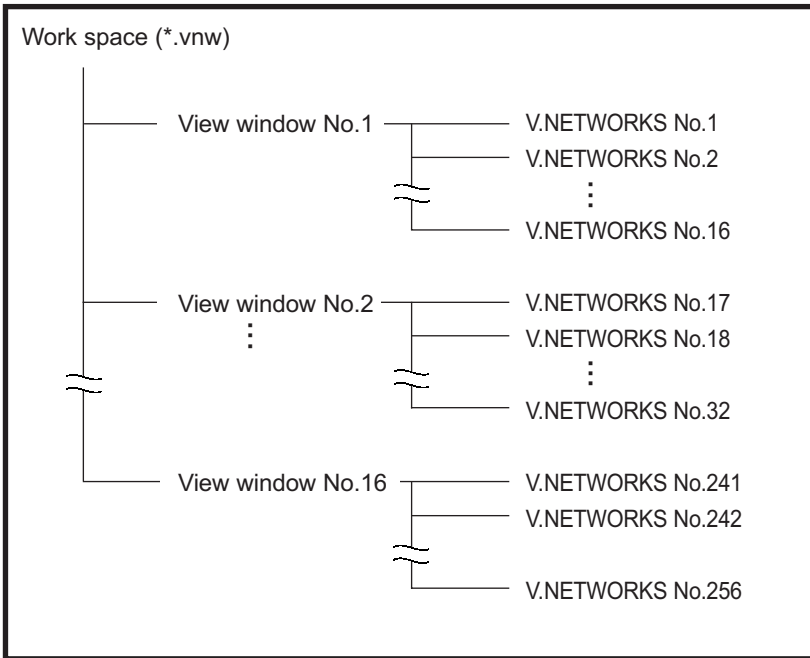 Work space (*.vnw)
View window No.1
V.NETWORKS No.1
V.NETWORKS No.2
⋮
V.NETWORKS No.16
View window No.2
V.NETWORKS No.17
V.NETWORKS No.18
⋮
⋮
V.NETWORKS No.32
View window No.16
V.NETWORKS No.241
V.NETWORKS No.242
V.NETWORKS No.256